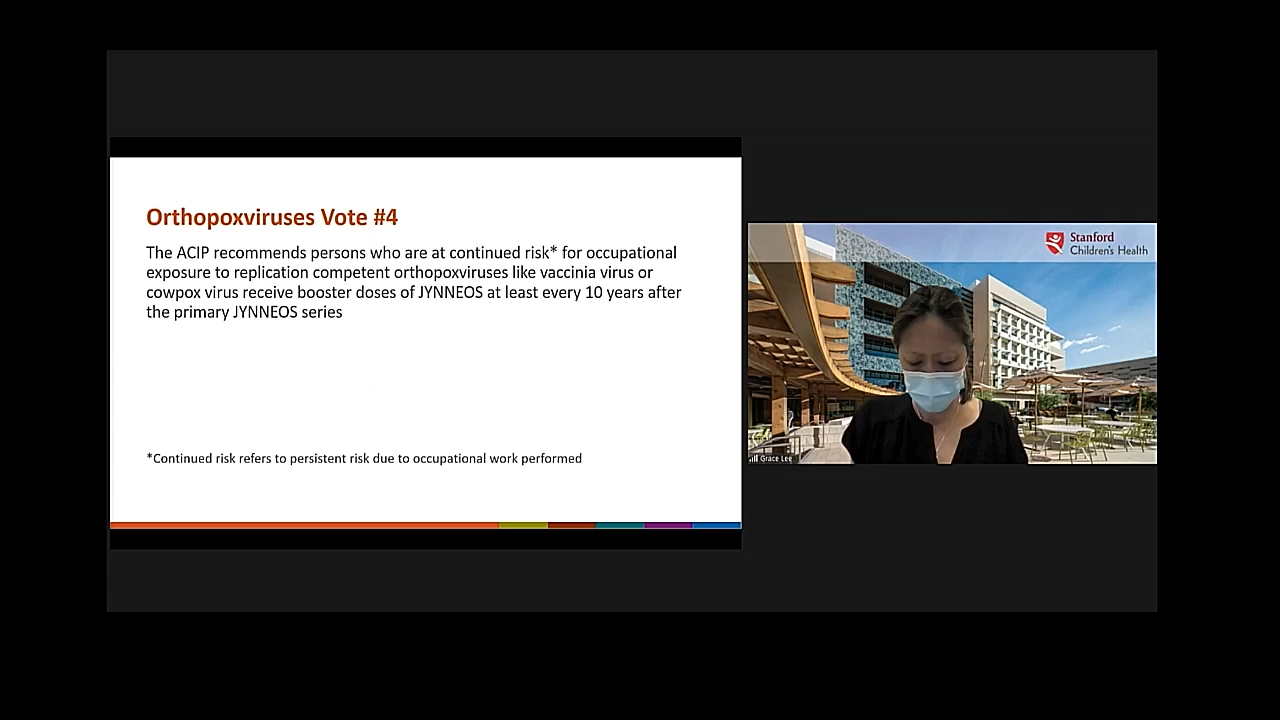 Orthopoxviruses Vote #4
The ACIP recommends persons who are at continued risk* for occupational
exposure to replication competent orthopoxviruses like vaccinia virus or
cowpox virus receive booster doses of JYNNEOS at least every 10 years after
the primary JYNNEOS series
*Continued risk refers to persistent risk due to occupational work performed
Stanford
Children's Health
Grace Lee